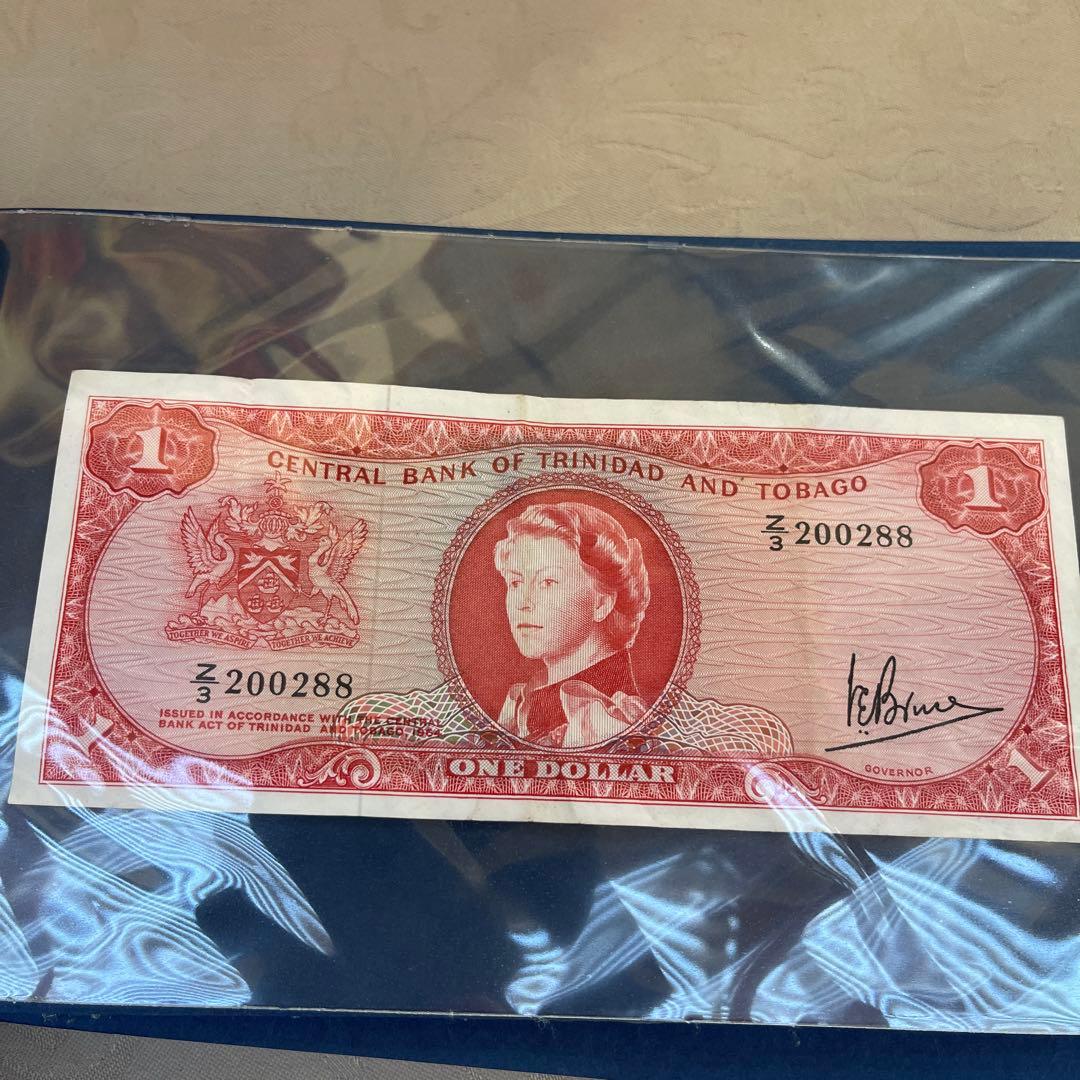 1
1
CENTRAL BANK OF TRINIDAD AND TOBAGO
Z/3 200288
TOGETHER WE ASPIRE TOGETHER WE ACHIEVE
Z/3 200288
ISSUED IN ACCORDANCE WITH THE CENTRAL
BANK ACT OF TRINIDAD AND TOBAGO, 1964
GOVERNOR
1
ONE DOLLAR
1